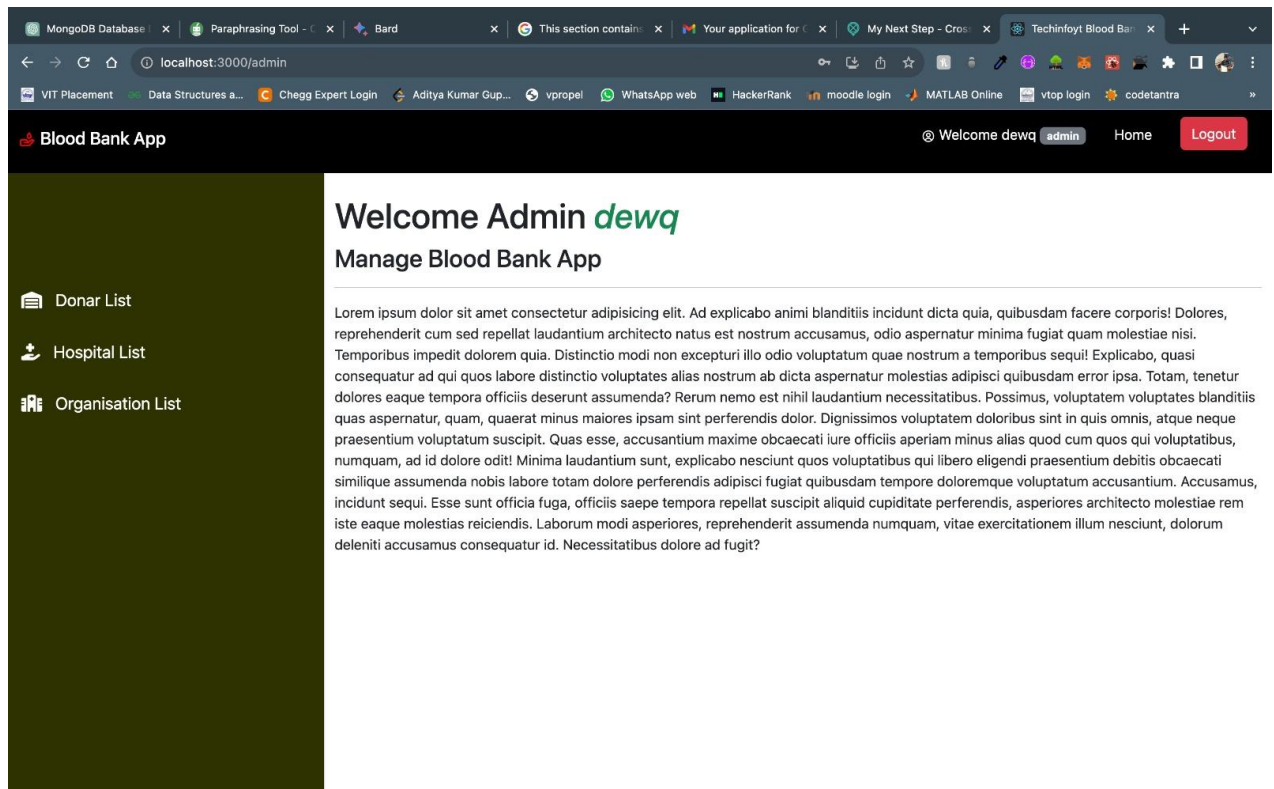 MongoDB Database
Paraphrasing Tool -
Bard
This section contains
Your application for
My Next Step - Cros
Techinfoyt Blood Ban
localhost:3000/admin
VIT Placement
Data Structures a...
Chegg Expert Login
Aditya Kumar Gup...
vpropel
WhatsApp web
HackerRank
moodle login
MATLAB Online
vtop login
codetantra
»
Blood Bank App
Welcome dewq admin
Home
Logout
Donar List
Hospital List
Organisation List
Welcome Admin dewq
Manage Blood Bank App
Lorem ipsum dolor sit amet consectetur adipisicing elit. Ad explicabo animi blanditiis incidunt dicta quia, quibusdam facere corporis! Dolores,
reprehenderit cum sed repellat laudantium architecto natus est nostrum accusamus, odio aspernatur minima fugiat quam molestiae nisi.
Temporibus impedit dolorem quia. Distinctio modi non excepturi illo odio voluptatum quae nostrum a temporibus sequi! Explicabo, quasi
consequatur ad qui quos labore distinctio voluptates alias nostrum ab dicta aspernatur molestias adipisci quibusdam error ipsa. Totam, tenetur
dolores eaque tempora officiis deserunt assumenda? Rerum nemo est nihil laudantium necessitatibus. Possimus, voluptatem voluptates blanditiis
quas aspernatur, quam, quaerat minus maiores ipsam sint perferendis dolor. Dignissimos voluptatem doloribus sint in quis omnis, atque neque
praesentium voluptatum suscipit. Quas esse, accusantium maxime obcaecati iure officiis aperiam minus alias quod cum quos qui voluptatibus,
numquam, ad id dolore odit! Minima laudantium sunt, explicabo nesciunt quos voluptatibus qui libero eligendi praesentium debitis obcaecati
similique assumenda nobis labore totam dolore perferendis adipisci fugiat quibusdam tempore doloremque voluptatum accusantium. Accusamus,
incidunt sequi. Esse sunt officia fuga, officiis saepe tempora repellat suscipit aliquid cupiditate perferendis, asperiores architecto molestiae rem
iste eaque molestias reiciendis. Laborum modi asperiores, reprehenderit assumenda numquam, vitae exercitationem illum nesciunt, dolorum
deleniti accusamus consequatur id. Necessitatibus dolore ad fugit?